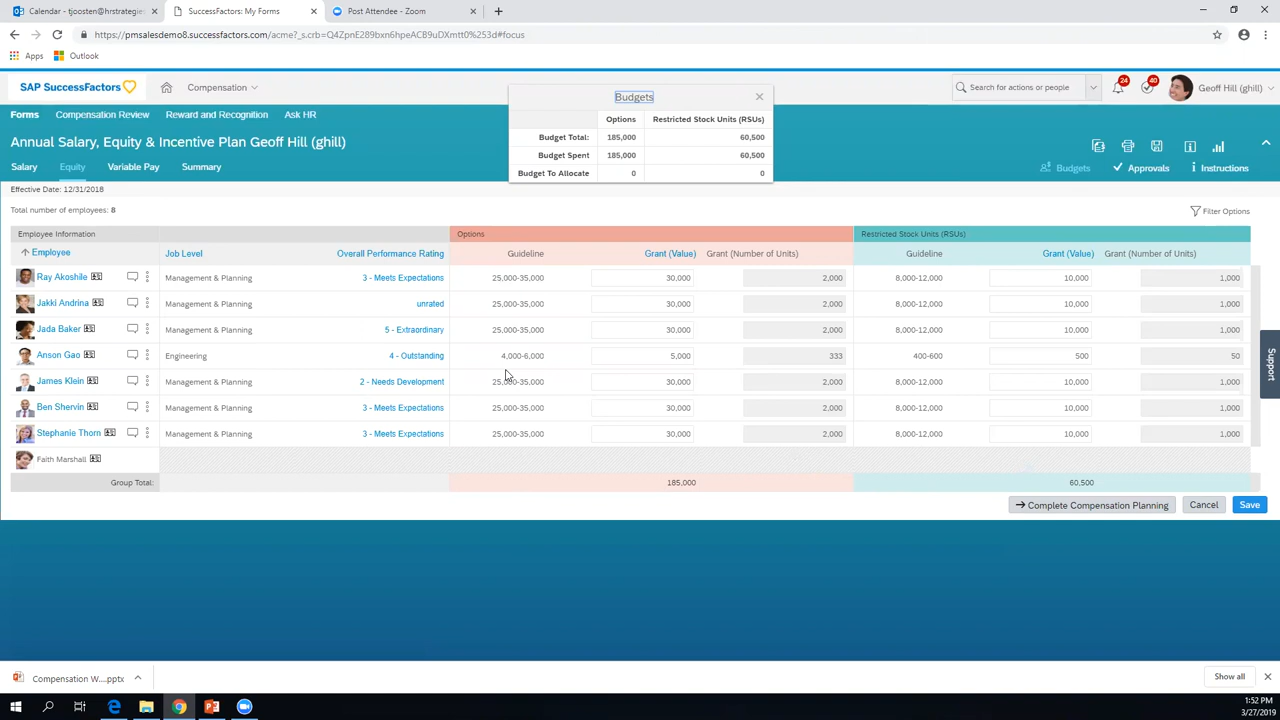 Calendar - tjoosten@hrstrategies
SuccessFactors: My Forms
Post Attendee - Zoom
https://pmsalesdemo8.successfactors.com/acme?_s.crb=Q4ZpnE289bxn6hpeACB9uDXmtt0%253d#focus
Apps Outlook
SAP SuccessFactors Compensation
Search for actions or people 24 40 Geoff Hill (ghill)
Forms Compensation Review Reward and Recognition Ask HR
Annual Salary, Equity & Incentive Plan Geoff Hill (ghill)
Salary Equity Variable Pay Summary
Budgets Approvals Instructions
Budgets
Options Restricted Stock Units (RSUs)
Budget Total: 185,000 60,500
Budget Spent 185,000 60,500
Budget To Allocate 0 0
Effective Date: 12/31/2018
Total number of employees: 8
Filter Options
Employee Information Options Restricted Stock Units (RSUs)
Employee Job Level Overall Performance Rating Guideline Grant (Value) Grant (Number of Units) Guideline Grant (Value) Grant (Number of Units)
Ray Akoshile Management & Planning 3 - Meets Expectations 25,000-35,000 30,000 2,000 8,000-12,000 10,000 1,000
Jakki Andrina Management & Planning unrated 25,000-35,000 30,000 2,000 8,000-12,000 10,000 1,000
Jada Baker Management & Planning 5 - Extraordinary 25,000-35,000 30,000 2,000 8,000-12,000 10,000 1,000
Anson Gao Engineering 4 - Outstanding 4,000-6,000 5,000 333 400-600 500 50
James Klein Management & Planning 2 - Needs Development 25,000-35,000 30,000 2,000 8,000-12,000 10,000 1,000
Ben Shervin Management & Planning 3 - Meets Expectations 25,000-35,000 30,000 2,000 8,000-12,000 10,000 1,000
Stephanie Thorn Management & Planning 3 - Meets Expectations 25,000-35,000 30,000 2,000 8,000-12,000 10,000 1,000
Faith Marshall
Group Total: 185,000 60,500
Complete Compensation Planning Cancel Save
Support
Compensation W....pptx
Show all
1:52 PM
3/27/2019